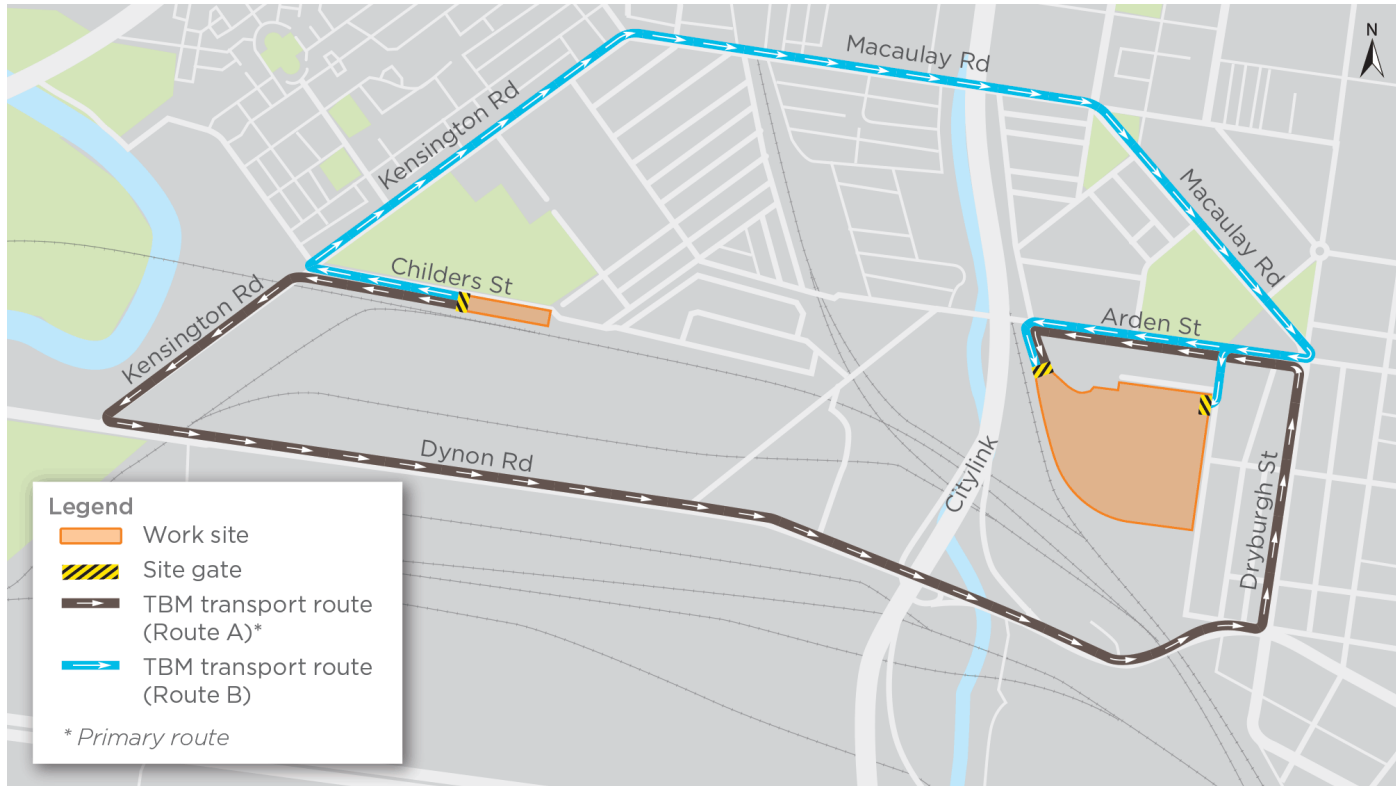 N
Macaulay Rd
Kensington Rd
Macaulay Rd
Childers St
Kensington Rd
Arden St
Dynon Rd
Citylink
Dryburgh St
Legend
Work site
Site gate
TBM transport route
(Route A)*
TBM transport route
(Route B)
* Primary route